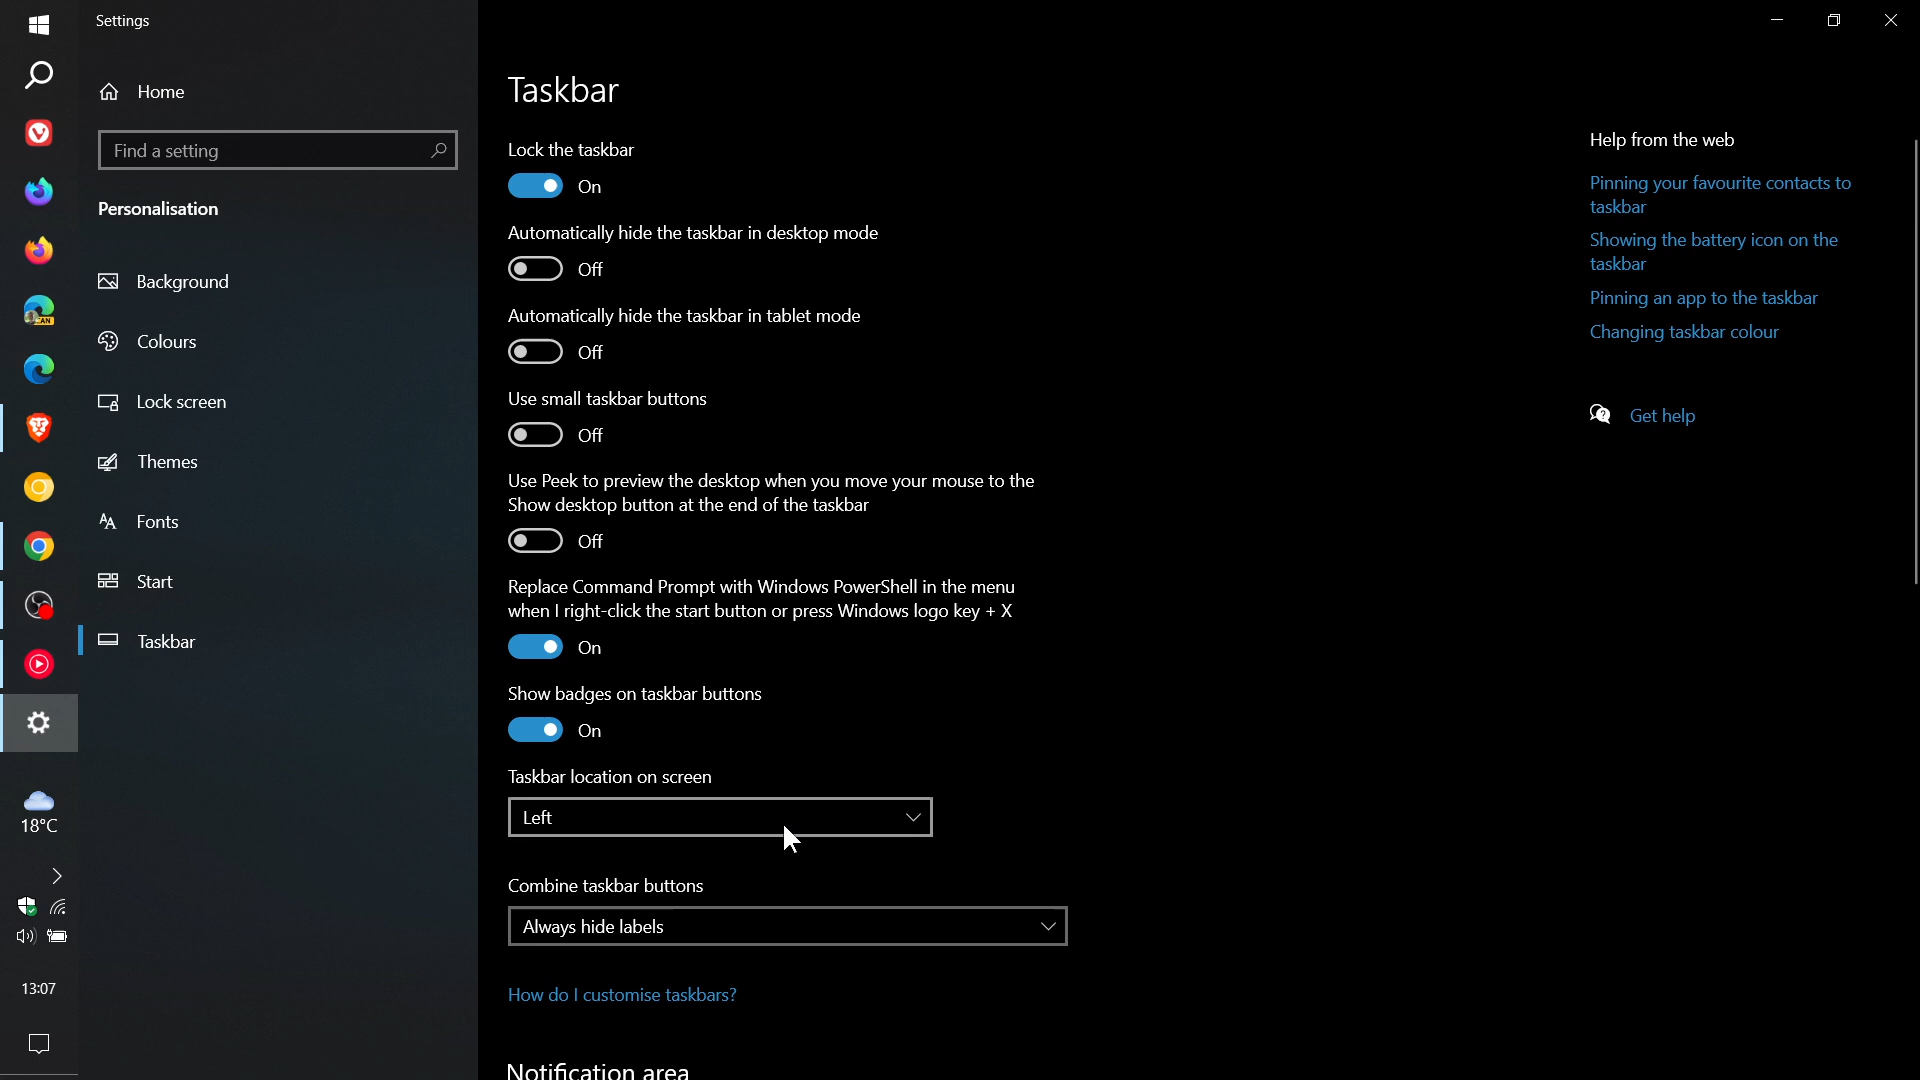 Settings
Home
Find a setting
Personalisation
Background
Colours
Lock screen
Themes
Fonts
Start
Taskbar
18°C
13:07
Taskbar
Lock the taskbar
On
Automatically hide the taskbar in desktop mode
Off
Automatically hide the taskbar in tablet mode
Off
Use small taskbar buttons
Off
Use Peek to preview the desktop when you move your mouse to the
Show desktop button at the end of the taskbar
Off
Replace Command Prompt with Windows PowerShell in the menu
when I right-click the start button or press Windows logo key + X
On
Show badges on taskbar buttons
On
Taskbar location on screen
Left
Combine taskbar buttons
Always hide labels
How do I customise taskbars?
Notification area
Help from the web
Pinning your favourite contacts to
taskbar
Showing the battery icon on the
taskbar
Pinning an app to the taskbar
Changing taskbar colour
Get help